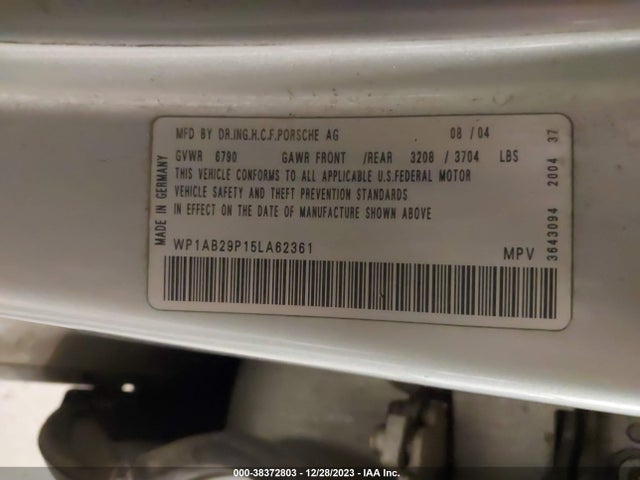 MFD BY DR.ING.H.C.F.PORSCHE AG 08/04
GVWR 6790 GAWR FRONT /REAR 3208 / 3704 LBS
THIS VEHICLE CONFORMS TO ALL APPLICABLE U.S.FEDERAL MOTOR
VEHICLE SAFETY AND THEFT PREVENTION STANDARDS
IN EFFECT ON THE DATE OF MANUFACTURE SHOWN ABOVE
WP1AB29P15LA62361
MPV
MADE IN GERMANY
3643094 2004 37
000-38372803 - 12/28/2023 - IAA Inc.